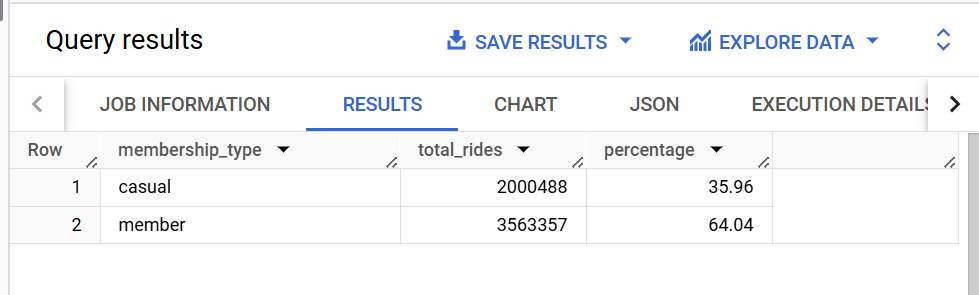 Query results SAVE RESULTS EXPLORE DATA
JOB INFORMATION RESULTS CHART JSON EXECUTION DETAILS
Row membership_type total_rides percentage
1 casual 2000488 35.96
2 member 3563357 64.04